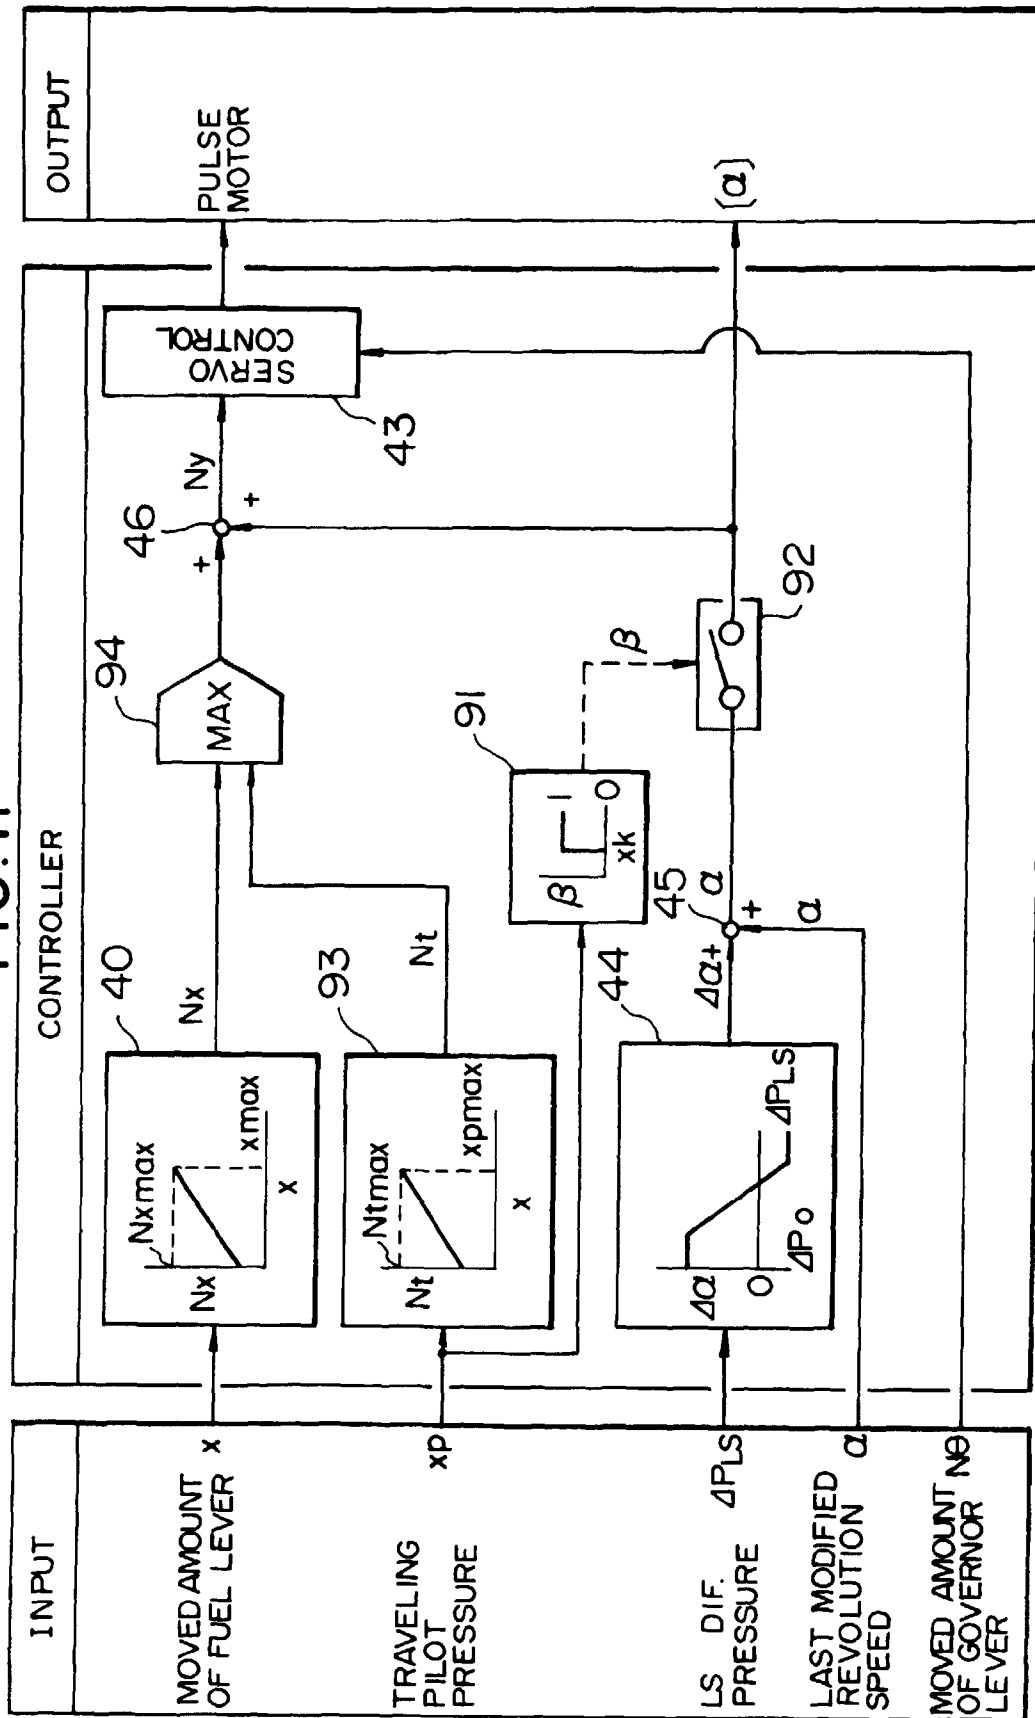 CONTROLLER
INPUT
OUTPUT
MOVED AMOUNT
OF FUEL LEVER
x
TRAVELING
PILOT
PRESSURE
xp
LS DIF.
PRESSURE
ΔPLS
LAST MODIFIED
REVOLUTION
SPEED
α
MOVED AMOUNT
OF GOVERNOR
LEVER
Nθ
40
Nxmax
Nx
xmax
x
Nx
93
Ntmax
Nt
xpmax
x
Nt
44
Δα
0
ΔPo
ΔPLS
Δα+
45
α
+
α
91
β
1
0
xk
β
92
94
MAX
+
46
+
Ny
SERVO
CONTROL
43
PULSE
MOTOR
(α)